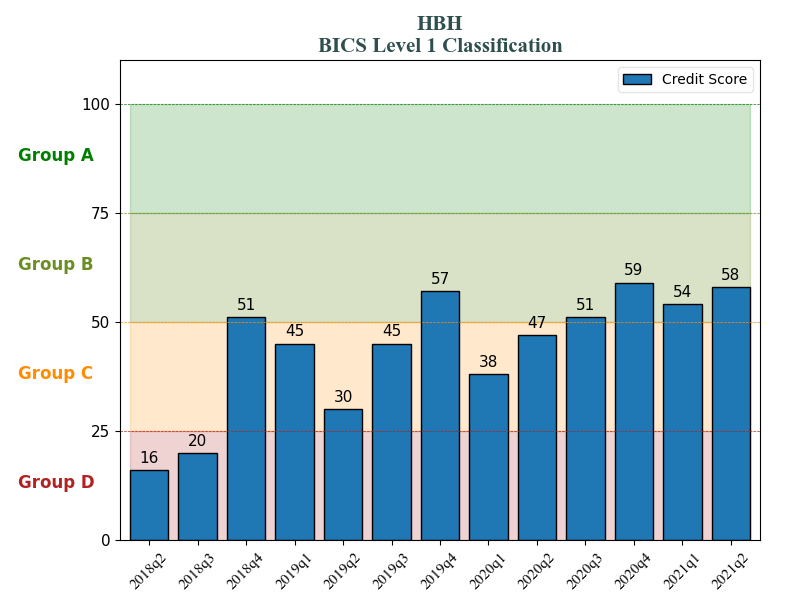 HBH
BICS Level 1 Classification
Credit Score
100
Group A
75
Group B
50
Group C
25
Group D
0
16
20
51
45
30
45
57
38
47
51
59
54
58
2018q2
2018q3
2018q4
2019q1
2019q2
2019q3
2019q4
2020q1
2020q2
2020q3
2020q4
2021q1
2021q2